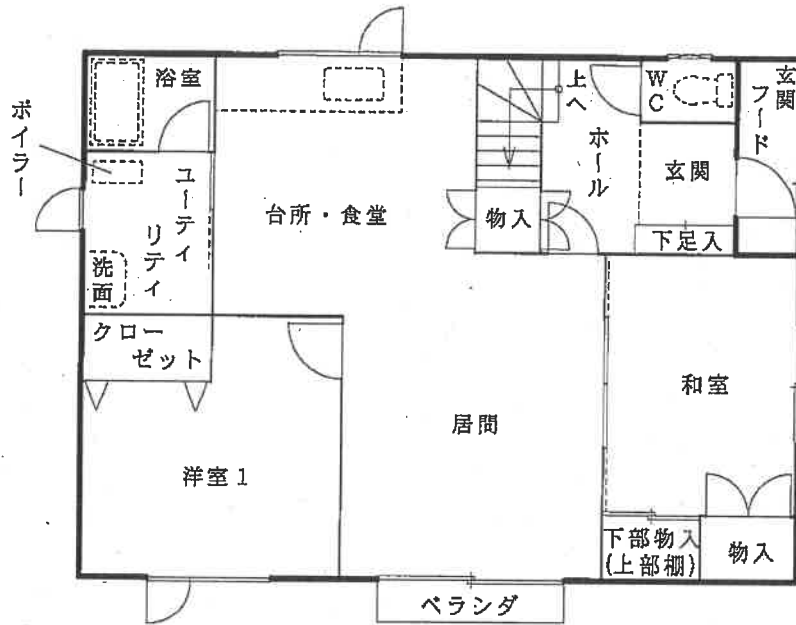 浴室
ボイラー
ユーティ
リティ
洗面
クロー
ゼット
台所・食堂
物入
上へ
ホール
WC
玄関
下足入
玄関
フード
和室
居間
洋室1
下部物入
(上部棚)
物入
ベランダ